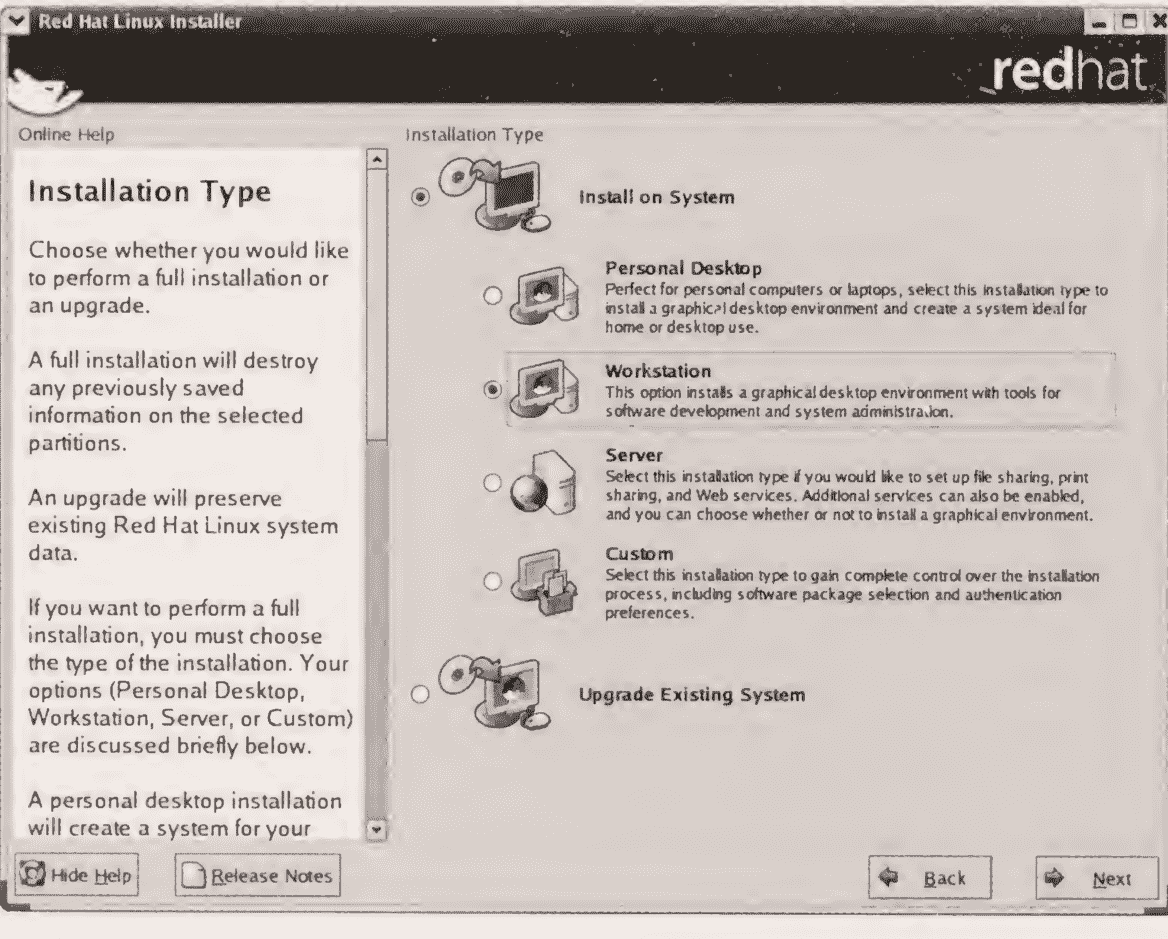 Red Hat Linux Installer
redhat
Online Help
Installation Type
Choose whether you would like
to perform a full installation or
an upgrade.
A full installation will destroy
any previously saved
information on the selected
partitions.
An upgrade will preserve
existing Red Hat Linux system
data.
If you want to perform a full
installation, you must choose
the type of the installation. Your
options (Personal Desktop,
Workstation, Server, or Custom)
are discussed briefly below.
A personal desktop installation
will create a system for your
Hide Help
Release Notes
Installation Type
Install on System
Personal Desktop
Perfect for personal computers or laptops, select this installation type to
install a graphical desktop environment and create a system ideal for
home or desktop use.
Workstation
This option installs a graphical desktop environment with tools for
software development and system administration.
Server
Select this installation type if you would like to set up file sharing, print
sharing, and Web services. Additional services can also be enabled,
and you can choose whether or not to install a graphical environment.
Custom
Select this installation type to gain complete control over the installation
process, including software package selection and authentication
preferences.
Upgrade Existing System
Back
Next